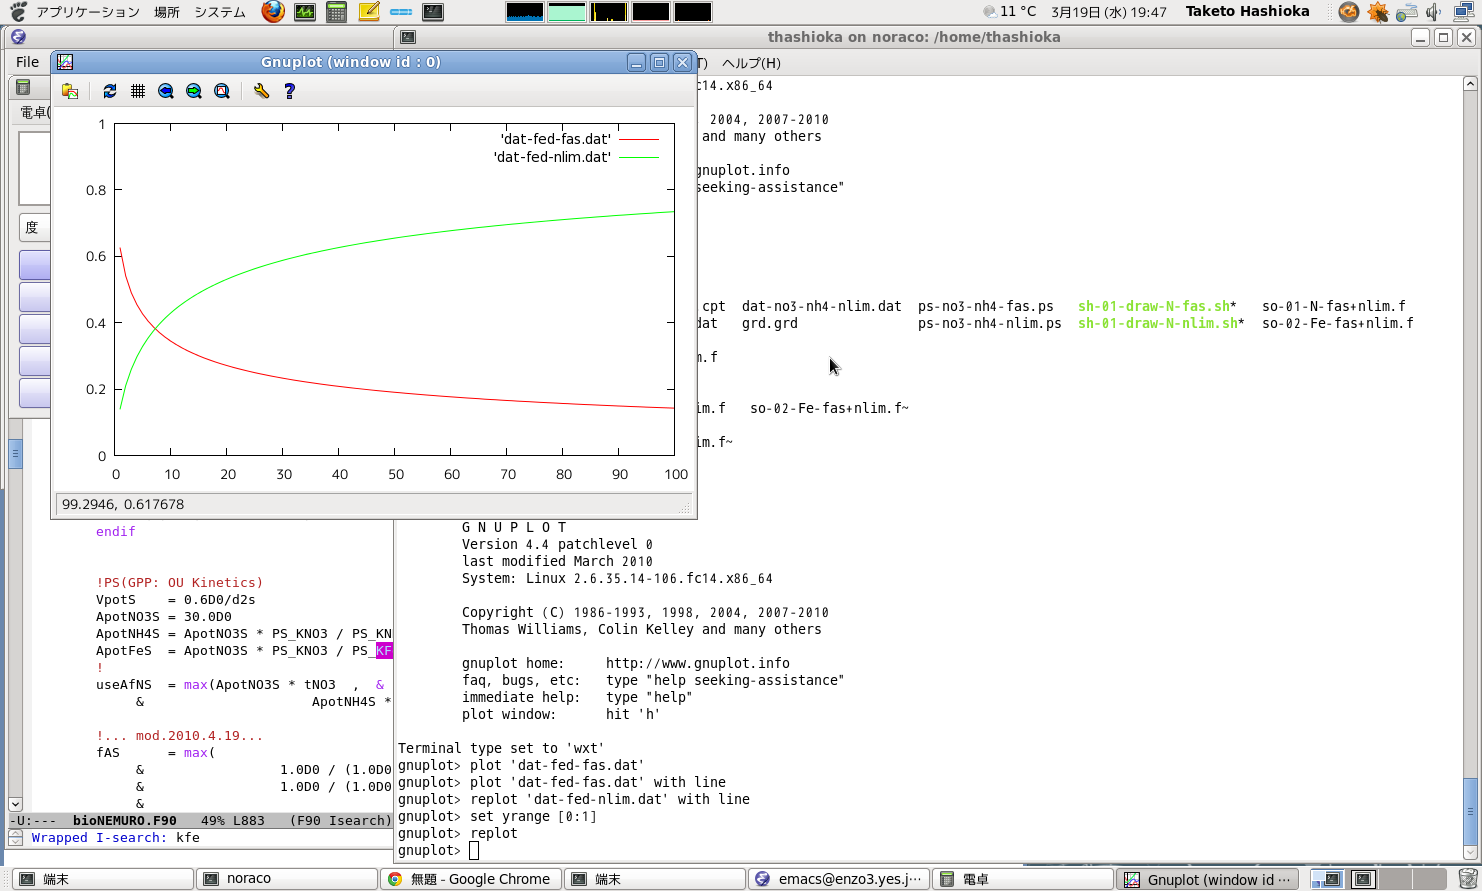 アプリケーション 場所 システム
11 °C 3月19日 (水) 19:47 Taketo Hashioka
thashioka on noraco: /home/thashioka
File
ヘルプ(H)
Gnuplot (window id : 0)
電卓(
度
'dat-fed-fas.dat'
'dat-fed-nlim.dat'
1
0.8
0.6
0.4
0.2
0
0 10 20 30 40 50 60 70 80 90 100
99.2946, 0.617678
fc14.x86_64
2004, 2007-2010
and many others
gnuplot.info
seeking-assistance"
cpt dat-no3-nh4-nlim.dat ps-no3-nh4-fas.ps sh-01-draw-N-fas.sh* so-01-N-fas+nlim.f
dat grd.grd ps-no3-nh4-nlim.ps sh-01-draw-N-nlim.sh* so-02-Fe-fas+nlim.f
m.f
im.f so-02-Fe-fas+nlim.f~
im.f~
endif
!PS(GPP: OU Kinetics)
VpotS = 0.6D0/d2s
ApotNO3S = 30.0D0
ApotNH4S = ApotNO3S * PS_KNO3 / PS_KN
ApotFeS = ApotNO3S * PS_KNO3 / PS_KF
!
useAfNS = max(ApotNO3S * tNO3 , &
& ApotNH4S *
!... mod.2010.4.19...
fAS = max(
& 1.0D0 / (1.0D0
& 1.0D0 / (1.0D0
&
-U:--- bioNEMURO.F90 49% L883 (F90 Isearch)
Wrapped I-search: kfe
G N U P L O T
Version 4.4 patchlevel 0
last modified March 2010
System: Linux 2.6.35.14-106.fc14.x86_64
Copyright (C) 1986-1993, 1998, 2004, 2007-2010
Thomas Williams, Colin Kelley and many others
gnuplot home: http://www.gnuplot.info
faq, bugs, etc: type "help seeking-assistance"
immediate help: type "help"
plot window: hit 'h'
Terminal type set to 'wxt'
gnuplot> plot 'dat-fed-fas.dat'
gnuplot> plot 'dat-fed-fas.dat' with line
gnuplot> replot 'dat-fed-nlim.dat' with line
gnuplot> set yrange [0:1]
gnuplot> replot
gnuplot>
端末 noraco 無題 - Google Chrome 端末 emacs@enzo3.yes.j··· 電卓 Gnuplot (window id ···